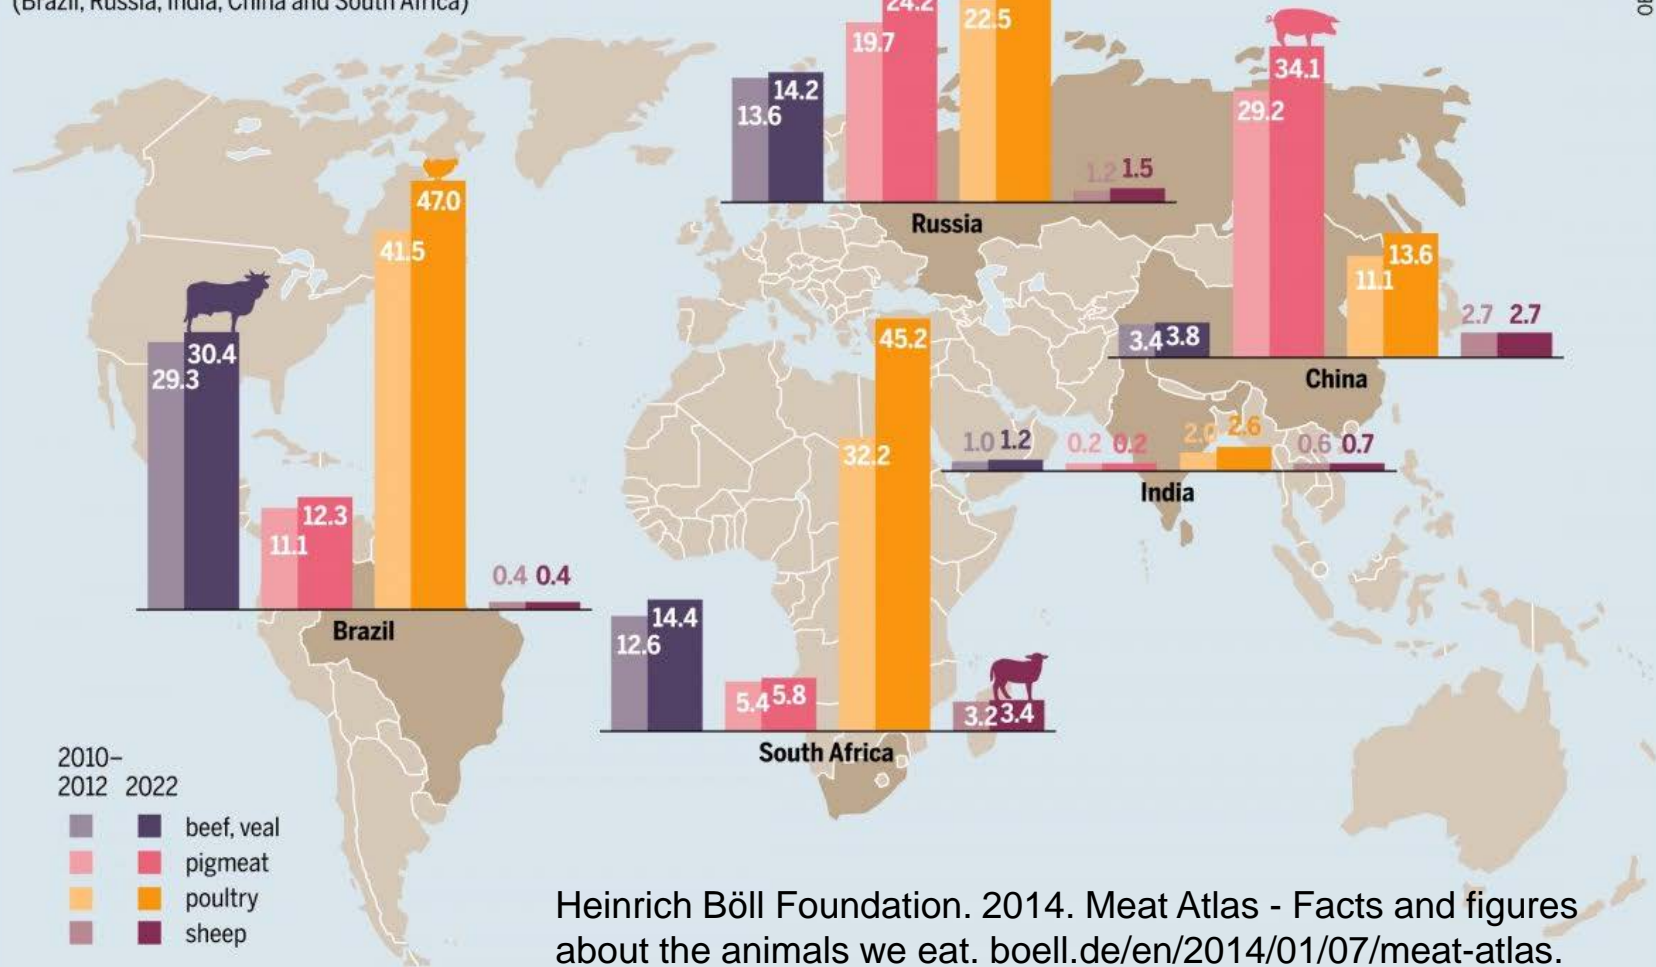 (Brazil, Russia, India, China and South Africa)
24.2
22.5
19.7
14.2
13.6
1.2 1.5
Russia
34.1
29.2
13.6
11.1
2.7 2.7
3.4 3.8
China
47.0
41.5
30.4
29.3
12.3
11.1
0.4 0.4
Brazil
45.2
32.2
14.4
12.6
5.4 5.8
3.2 3.4
South Africa
1.0 1.2 0.2 0.2 2.0 2.6 0.6 0.7
India
2010–
2012 2022
beef, veal
pigmeat
poultry
sheep
Heinrich Böll Foundation. 2014. Meat Atlas - Facts and figures
about the animals we eat. boell.de/en/2014/01/07/meat-atlas.